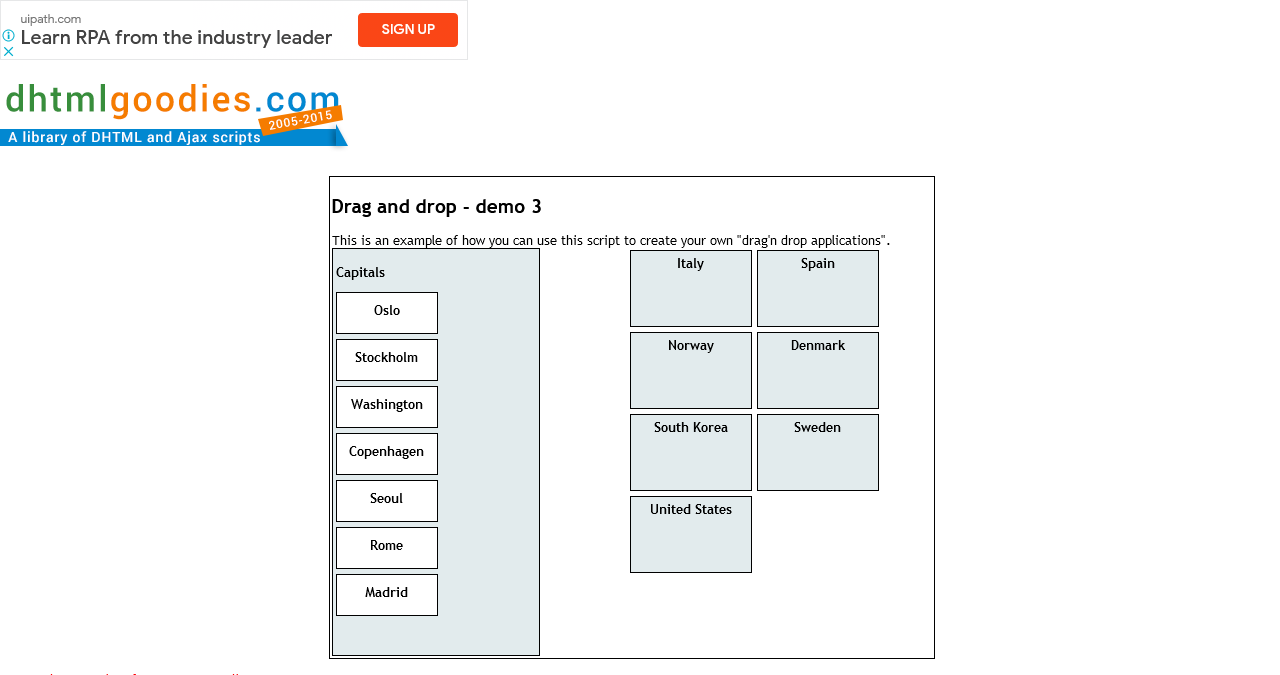 uipath.com
Learn RPA from the industry leader
SIGN UP
dhtmlgoodies.com
2005-2015
A library of DHTML and Ajax scripts
Drag and drop - demo 3
This is an example of how you can use this script to create your own "drag'n drop applications".
Capitals
Oslo
Stockholm
Washington
Copenhagen
Seoul
Rome
Madrid
Italy
Spain
Norway
Denmark
South Korea
Sweden
United States